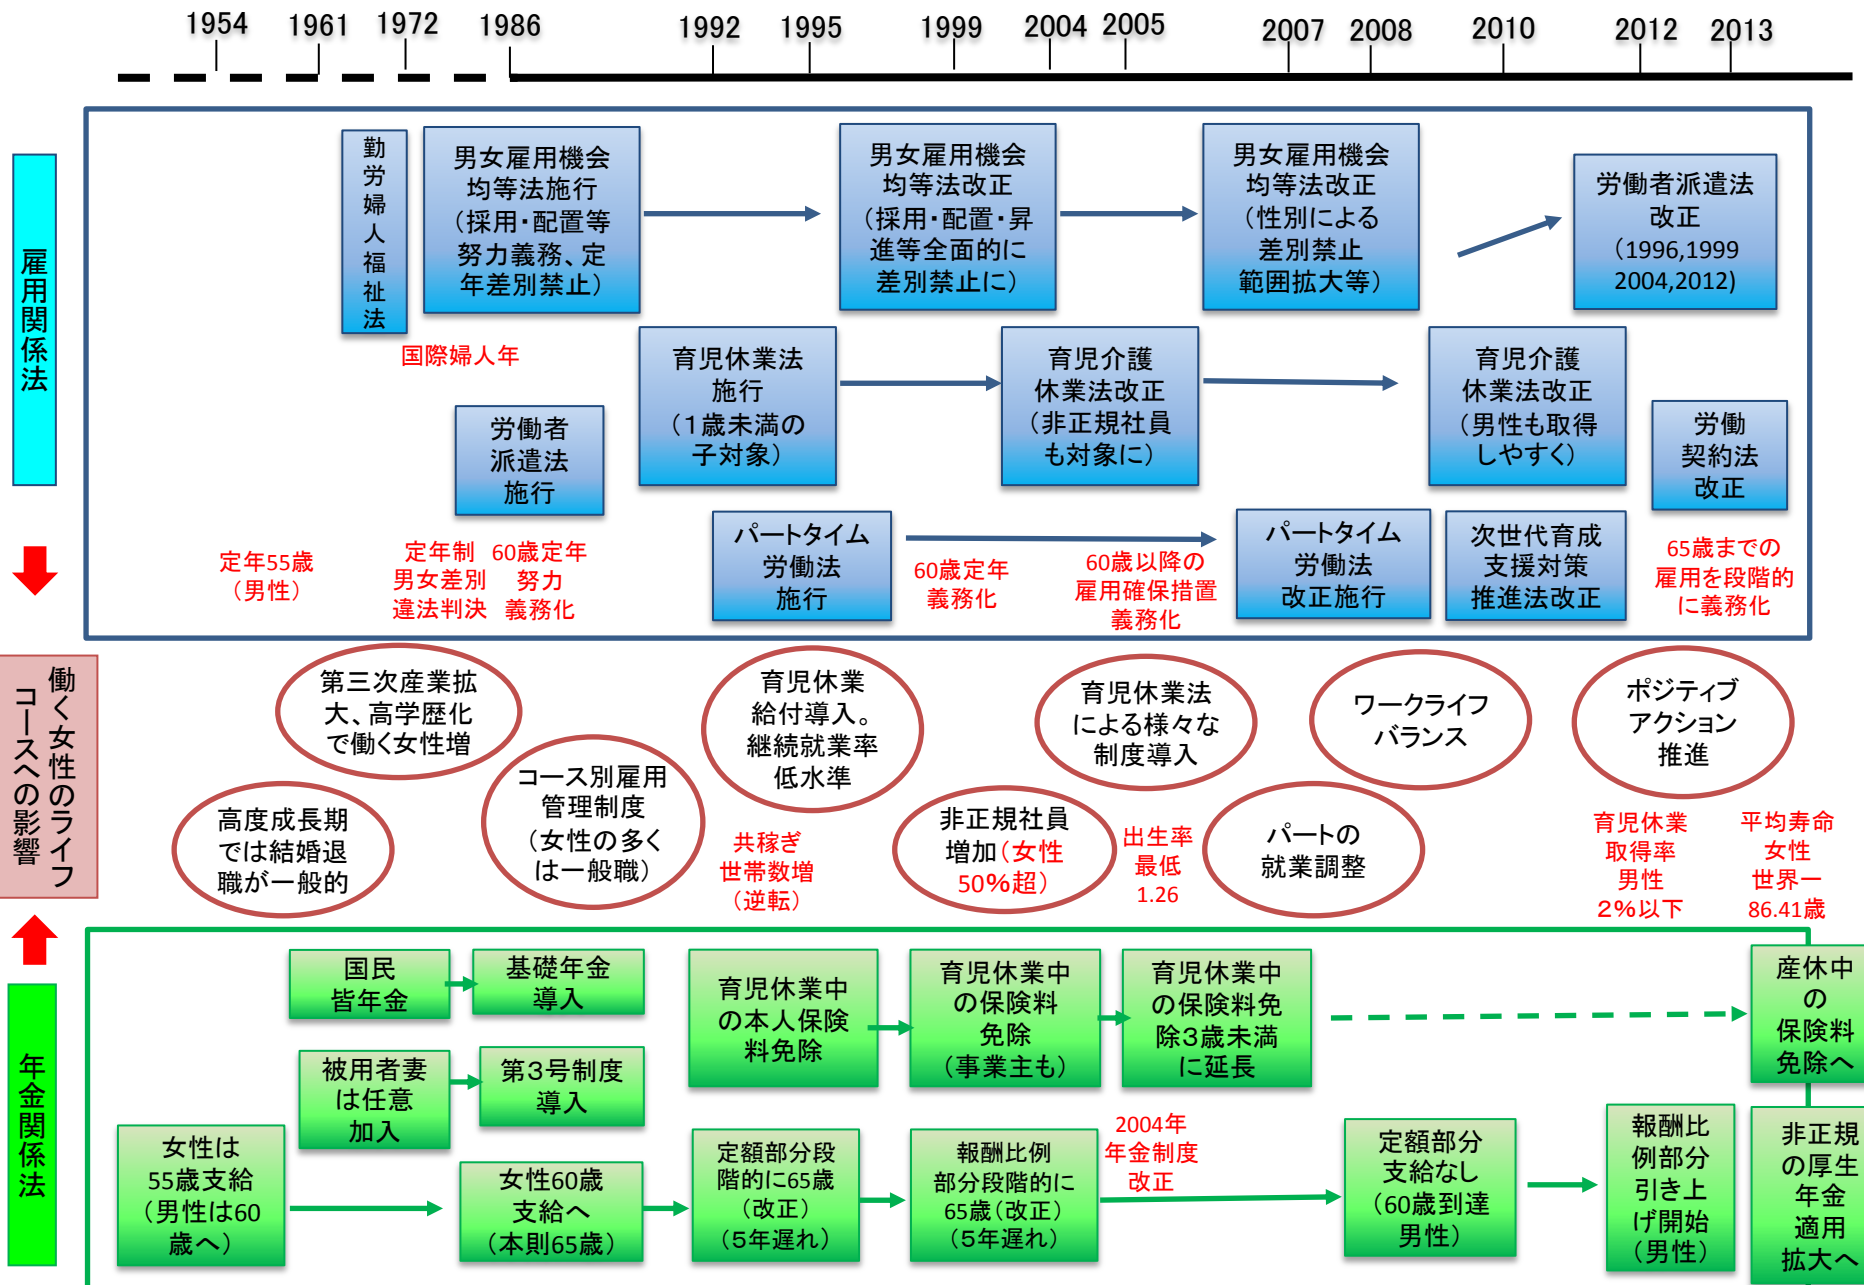 1954 1961 1972 1986 1992 1995 1999 2004 2005 2007 2008 2010 2012 2013
雇用関係法
勤労婦人福祉法
男女雇用機会
均等法施行
(採用・配置等
努力義務、定
年差別禁止)
男女雇用機会
均等法改正
(採用・配置・昇
進等全面的に
差別禁止に)
男女雇用機会
均等法改正
(性別による
差別禁止
範囲拡大等)
労働者派遣法
改正
(1996,1999
2004,2012)
国際婦人年
育児休業法
施行
(1歳未満の
子対象)
育児介護
休業法改正
(非正規社員
も対象に)
育児介護
休業法改正
(男性も取得
しやすく)
労働者
派遣法
施行
労働
契約法
改正
定年55歳
(男性)
定年制
男女差別
違法判決
60歳定年
努力
義務化
パートタイム
労働法
施行
60歳定年
義務化
60歳以降の
雇用確保措置
義務化
パートタイム
労働法
改正施行
次世代育成
支援対策
推進法改正
65歳までの
雇用を段階的
に義務化
働く女性のライフ
コースへの影響
第三次産業拡
大、高学歴化
で働く女性増
高度成長期
では結婚退
職が一般的
コース別雇用
管理制度
(女性の多く
は一般職)
育児休業
給付導入。
継続就業率
低水準
共稼ぎ
世帯数増
(逆転)
非正規社員
増加(女性
50%超)
育児休業法
による様々な
制度導入
出生率
最低
1.26
ワークライフ
バランス
パートの
就業調整
ポジティブ
アクション
推進
育児休業
取得率
男性
2%以下
平均寿命
女性
世界一
86.41歳
年金関係法
国民
皆年金
基礎年金
導入
育児休業中
の本人保険
料免除
育児休業中
の保険料
免除
(事業主も)
育児休業中
の保険料免
除3歳未満
に延長
産休中
の
保険料
免除へ
被用者妻
は任意
加入
第3号制度
導入
女性は
55歳支給
(男性は60
歳へ)
女性60歳
支給へ
(本則65歳)
定額部分段
階的に65歳
(改正)
(5年遅れ)
報酬比例
部分段階的に
65歳(改正)
(5年遅れ)
2004年
年金制度
改正
定額部分
支給なし
(60歳到達
男性)
報酬比
例部分
引き上
げ開始
(男性)
非正規
の厚生
年金
適用
拡大へ